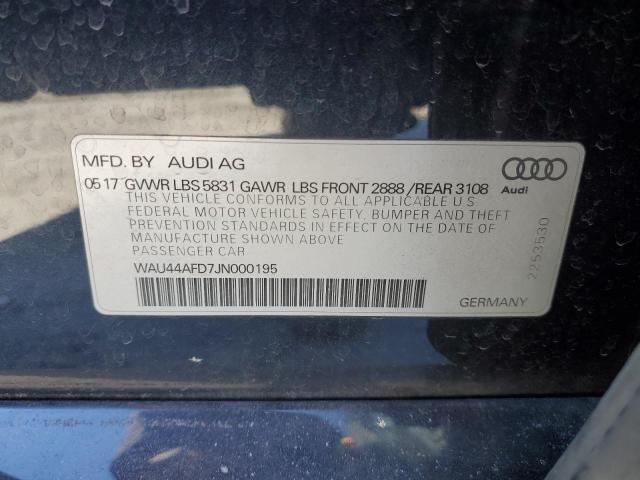 MFD. BY AUDI AG
05 17 GVWR LBS 5831 GAWR LBS FRONT 2888 / REAR 3108
THIS VEHICLE CONFORMS TO ALL APPLICABLE U.S.
FEDERAL MOTOR VEHICLE SAFETY, BUMPER AND THEFT
PREVENTION STANDARDS IN EFFECT ON THE DATE OF
MANUFACTURE SHOWN ABOVE
PASSENGER CAR
WAU44AFD7JN000195
GERMANY
Audi
2253530